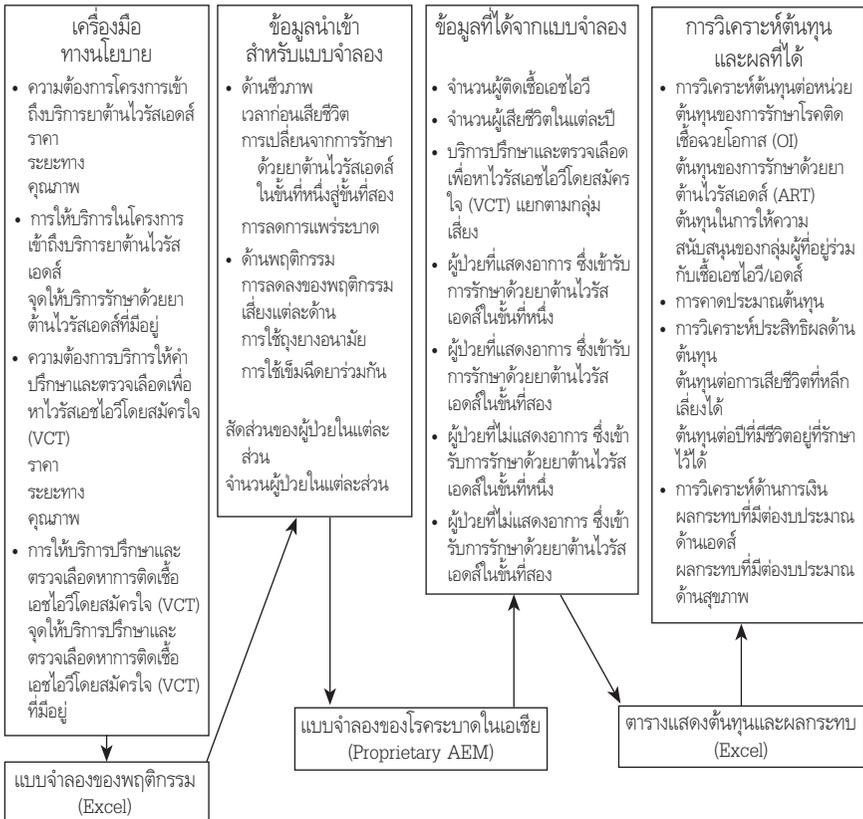 เครื่องมือ
ทางนโยบาย
• ความต้องการโครงการเข้า
ถึงบริการยาต้านไวรัสเอดส์
ราคา
ระยะทาง
คุณภาพ
• การให้บริการในโครงการ
เข้าถึงบริการยาต้านไวรัส
เอดส์
จุดให้บริการรักษาด้วยยา
ต้านไวรัสเอดส์ที่มีอยู่
• ความต้องการบริการให้คำ
ปรึกษาและตรวจเลือดเพื่อ
หาไวรัสเอชไอวีโดยสมัครใจ
(VCT)
ราคา
ระยะทาง
คุณภาพ
• การให้บริการปรึกษาและ
ตรวจเลือดหาการติดเชื้อ
เอชไอวีโดยสมัครใจ (VCT)
จุดให้บริการปรึกษาและ
ตรวจเลือดหาการติดเชื้อ
เอชไอวีโดยสมัครใจ (VCT)
ที่มีอยู่
แบบจำลองของพฤติกรรม
(Excel)
ข้อมูลนำเข้า
สำหรับแบบจำลอง
• ด้านชีวภาพ
เวลาก่อนเสียชีวิต
การเปลี่ยนจากการรักษา
ด้วยยาต้านไวรัสเอดส์
ในขั้นที่หนึ่งสู่ขั้นที่สอง
การลดการแพร่ระบาด
• ด้านพฤติกรรม
การลดลงของพฤติกรรม
เสี่ยงแต่ละด้าน
การใช้ถุงยางอนามัย
การใช้เข็มฉีดยาร่วมกัน
สัดส่วนของผู้ป่วยในแต่ละ
ส่วน
จำนวนผู้ป่วยในแต่ละส่วน
แบบจำลองของโรคระบาดในเอเชีย
(Proprietary AEM)
ข้อมูลที่ได้จากแบบจำลอง
• จำนวนผู้ติดเชื้อเอชไอวี
• จำนวนผู้เสียชีวิตในแต่ละปี
• บริการปรึกษาและตรวจเลือด
เพื่อหาไวรัสเอชไอวีโดยสมัคร
ใจ (VCT) แยกตามกลุ่ม
เสี่ยง
• ผู้ป่วยที่แสดงอาการ ซึ่งเข้ารับ
การรักษาด้วยยาต้านไวรัส
เอดส์ในขั้นที่หนึ่ง
• ผู้ป่วยที่แสดงอาการ ซึ่งเข้ารับ
การรักษาด้วยยาต้านไวรัส
เอดส์ในขั้นที่สอง
• ผู้ป่วยที่ไม่แสดงอาการ ซึ่งเข้า
รับการรักษาด้วยยาต้านไวรัส
เอดส์ในขั้นที่หนึ่ง
• ผู้ป่วยที่ไม่แสดงอาการ ซึ่งเข้า
รับการรักษาด้วยยาต้านไวรัส
เอดส์ในขั้นที่สอง
ตารางแสดงต้นทุนและผลกระทบ
(Excel)
การวิเคราะห์ต้นทุน
และผลที่ได้
• การวิเคราะห์ต้นทุนต่อหน่วย
ต้นทุนของการรักษาโรคติด
เชื้อฉวยโอกาส (OI)
ต้นทุนของการรักษาด้วยยา
ต้านไวรัสเอดส์ (ART)
ต้นทุนในการให้ความ
สนับสนุนของกลุ่มผู้ที่อยู่ร่วม
กับเชื้อเอชไอวี/เอดส์
• การคาดประมาณต้นทุน
• การวิเคราะห์ประสิทธิผลด้าน
ต้นทุน
ต้นทุนต่อการเสียชีวิตที่หลีก
เลี่ยงได้
ต้นทุนต่อปีที่มีชีวิตอยู่ที่รักษา
ไว้ได้
• การวิเคราะห์ด้านการเงิน
ผลกระทบที่มีต่องบประมาณ
ด้านเอดส์
ผลกระทบที่มีต่องบประมาณ
ด้านสุขภาพ